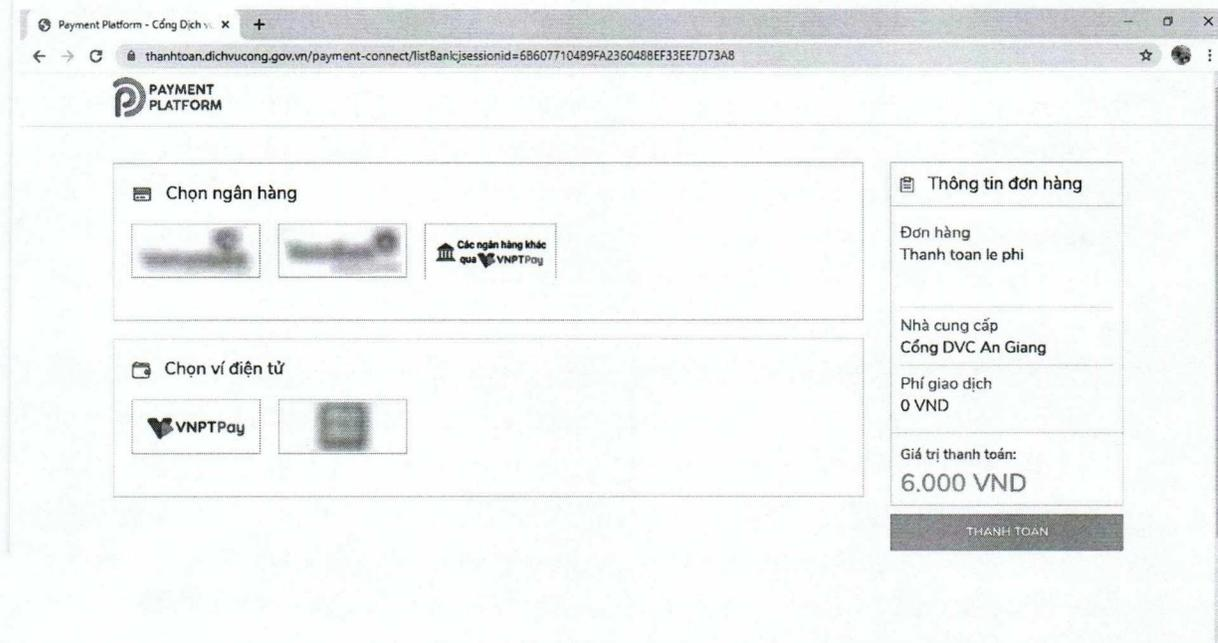 Payment Platform - Cổng Dịch vụ
thanhtoan.dichvucong.gov.vn/payment-connect/listBank;jsessionid=6B607710489FA2360488EF33EE7D73A8
PAYMENT
PLATFORM
Chọn ngân hàng
Các ngân hàng khác
qua VNPTPay
Chọn ví điện tử
VNPTPay
Thông tin đơn hàng
Đơn hàng
Thanh toan le phi
Nhà cung cấp
Cổng DVC An Giang
Phí giao dịch
0 VND
Giá trị thanh toán:
6.000 VND
THANH TOÁN